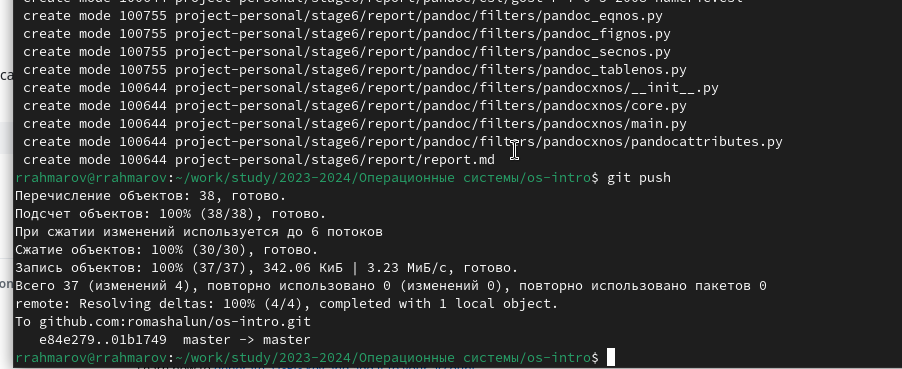 create mode 100755 project-personal/stage6/report/pandoc/filters/pandoc_eqnos.py
create mode 100755 project-personal/stage6/report/pandoc/filters/pandoc_fignos.py
create mode 100755 project-personal/stage6/report/pandoc/filters/pandoc_secnos.py
create mode 100755 project-personal/stage6/report/pandoc/filters/pandoc_tablenos.py
create mode 100644 project-personal/stage6/report/pandoc/filters/pandocxnos/__init__.py
create mode 100644 project-personal/stage6/report/pandoc/filters/pandocxnos/core.py
create mode 100644 project-personal/stage6/report/pandoc/filters/pandocxnos/main.py
create mode 100644 project-personal/stage6/report/pandoc/filters/pandocxnos/pandocattributes.py
create mode 100644 project-personal/stage6/report/report.md
rrahmarov@rrahmarov:~/work/study/2023-2024/Операционные системы/os-intro$ git push
Перечисление объектов: 38, готово.
Подсчет объектов: 100% (38/38), готово.
При сжатии изменений используется до 6 потоков
Сжатие объектов: 100% (30/30), готово.
Запись объектов: 100% (37/37), 342.06 КиБ | 3.23 МиБ/с, готово.
Всего 37 (изменений 4), повторно использовано 0 (изменений 0), повторно использовано пакетов 0
remote: Resolving deltas: 100% (4/4), completed with 1 local object.
To github.com:romashalun/os-intro.git
e84e279..01b1749 master -> master
rrahmarov@rrahmarov:~/work/study/2023-2024/Операционные системы/os-intro$